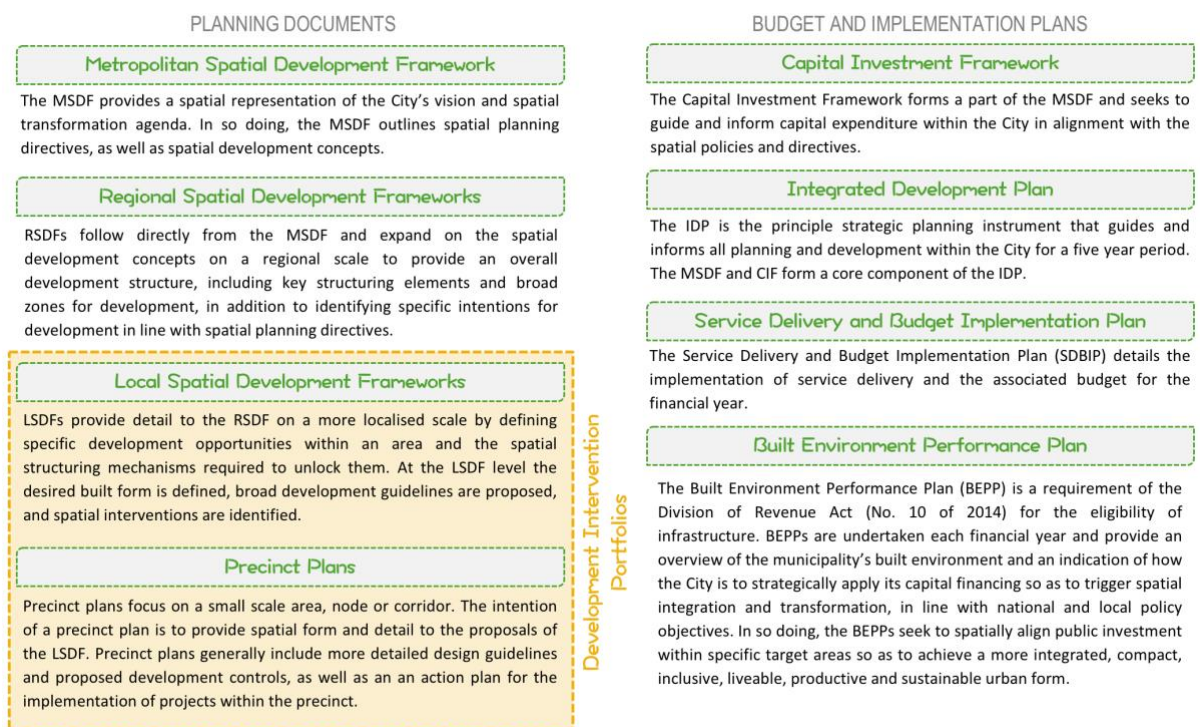 PLANNING DOCUMENTS
Metropolitan Spatial Development Framework
The MSDF provides a spatial representation of the City's vision and spatial
transformation agenda. In so doing, the MSDF outlines spatial planning
directives, as well as spatial development concepts.
Regional Spatial Development Frameworks
RSDFs follow directly from the MSDF and expand on the spatial
development concepts on a regional scale to provide an overall
development structure, including key structuring elements and broad
zones for development, in addition to identifying specific intentions for
development in line with spatial planning directives.
Local Spatial Development Frameworks
LSDFs provide detail to the RSDF on a more localised scale by defining
specific development opportunities within an area and the spatial
structuring mechanisms required to unlock them. At the LSDF level the
desired built form is defined, broad development guidelines are proposed,
and spatial interventions are identified.
Precinct Plans
Precinct plans focus on a small scale area, node or corridor. The intention
of a precinct plan is to provide spatial form and detail to the proposals of
the LSDF. Precinct plans generally include more detailed design guidelines
and proposed development controls, as well as an an action plan for the
implementation of projects within the precinct.
Development Intervention
Portfolios
BUDGET AND IMPLEMENTATION PLANS
Capital Investment Framework
The Capital Investment Framework forms a part of the MSDF and seeks to
guide and inform capital expenditure within the City in alignment with the
spatial policies and directives.
Integrated Development Plan
The IDP is the principle strategic planning instrument that guides and
informs all planning and development within the City for a five year period.
The MSDF and CIF form a core component of the IDP.
Service Delivery and Budget Implementation Plan
The Service Delivery and Budget Implementation Plan (SDBIP) details the
implementation of service delivery and the associated budget for the
financial year.
Built Environment Performance Plan
The Built Environment Performance Plan (BEPP) is a requirement of the
Division of Revenue Act (No. 10 of 2014) for the eligibility of
infrastructure. BEPPs are undertaken each financial year and provide an
overview of the municipality's built environment and an indication of how
the City is to strategically apply its capital financing so as to trigger spatial
integration and transformation, in line with national and local policy
objectives. In so doing, the BEPPs seek to spatially align public investment
within specific target areas so as to achieve a more integrated, compact,
inclusive, liveable, productive and sustainable urban form.